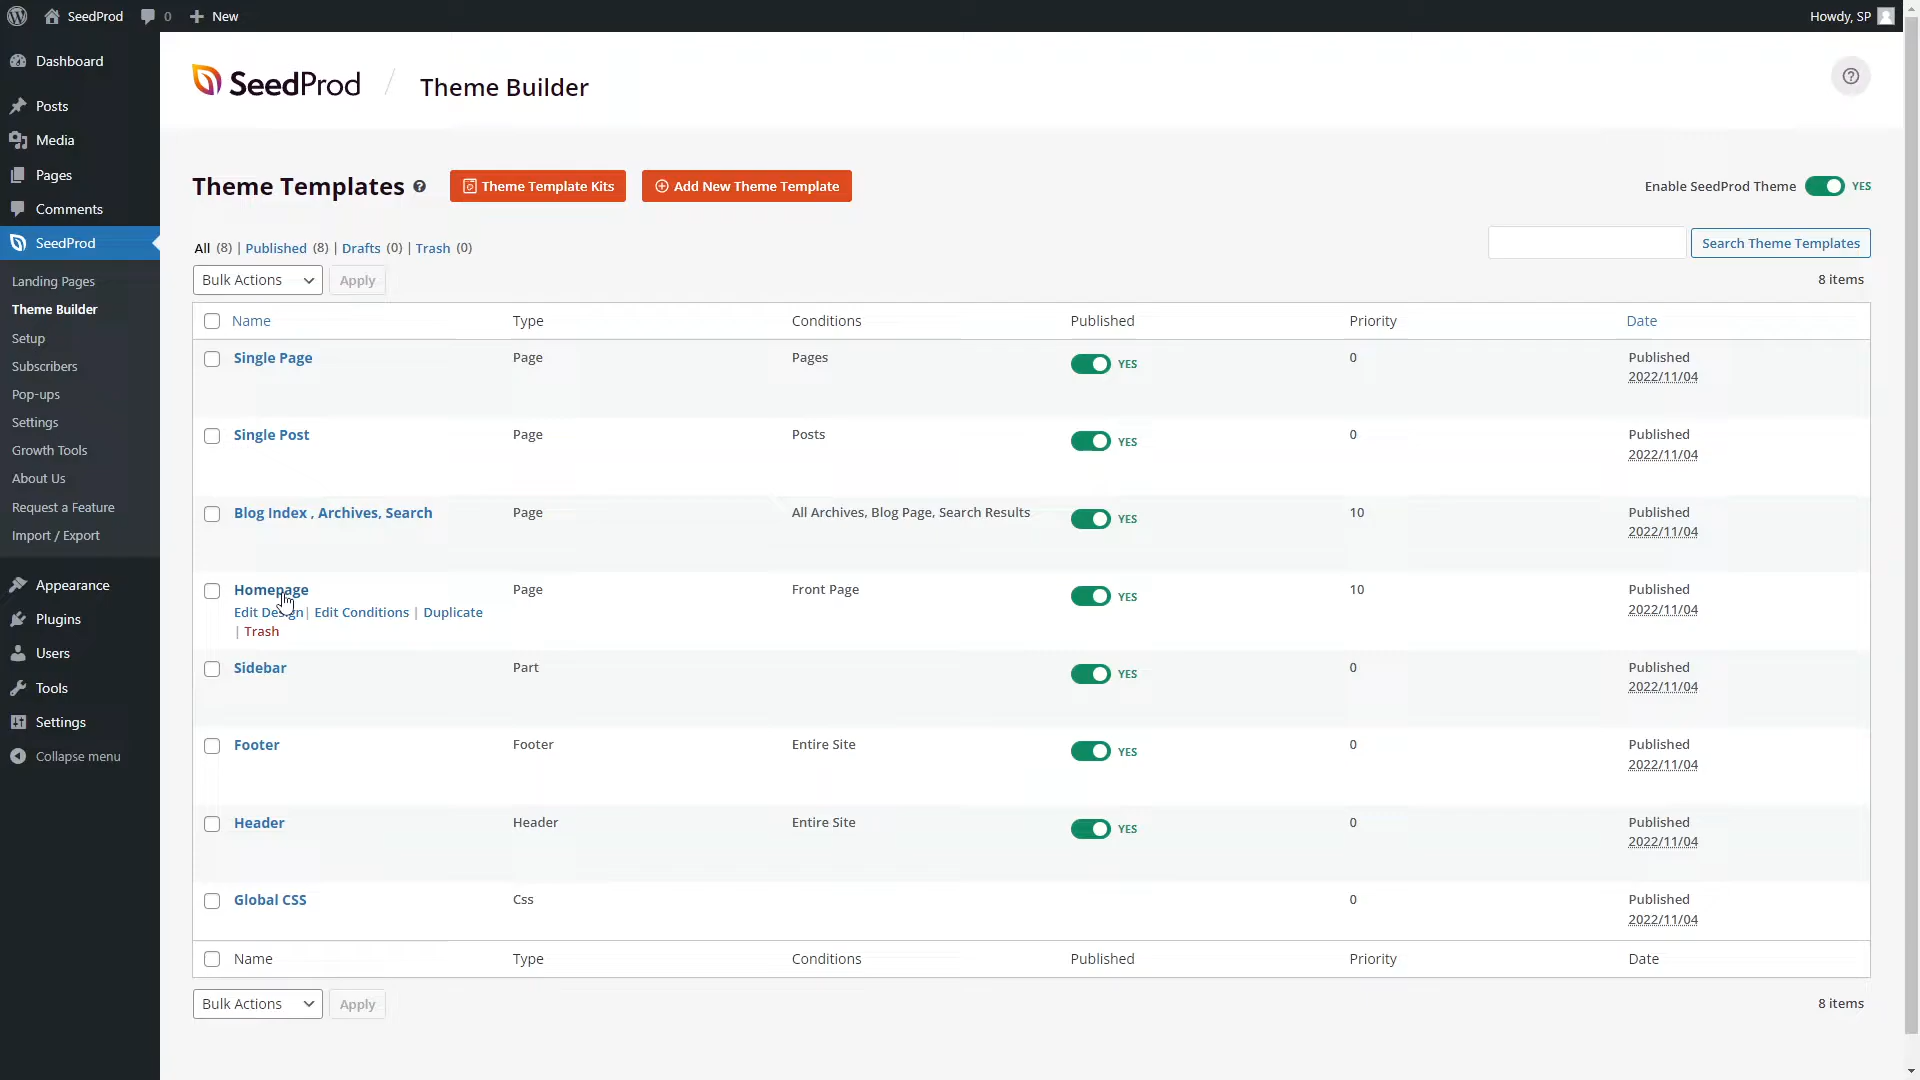 SeedProd 0 New Howdy, SP
Dashboard
Posts
Media
Pages
Comments
SeedProd
Landing Pages
Theme Builder
Setup
Subscribers
Pop-ups
Settings
Growth Tools
About Us
Request a Feature
Import / Export
Appearance
Plugins
Users
Tools
Settings
Collapse menu
SeedProd / Theme Builder
Theme Templates Theme Template Kits Add New Theme Template Enable SeedProd Theme YES
All (8) | Published (8) | Drafts (0) | Trash (0) Search Theme Templates
Bulk Actions Apply 8 items
Name Type Conditions Published Priority Date
Single Page Page Pages YES 0 Published
2022/11/04
Single Post Page Posts YES 0 Published
2022/11/04
Blog Index , Archives, Search Page All Archives, Blog Page, Search Results YES 10 Published
2022/11/04
Homepage Page Front Page YES 10 Published
Edit Design | Edit Conditions | Duplicate 2022/11/04
| Trash
Sidebar Part YES 0 Published
2022/11/04
Footer Footer Entire Site YES 0 Published
2022/11/04
Header Header Entire Site YES 0 Published
2022/11/04
Global CSS Css 0 Published
2022/11/04
Name Type Conditions Published Priority Date
Bulk Actions Apply 8 items